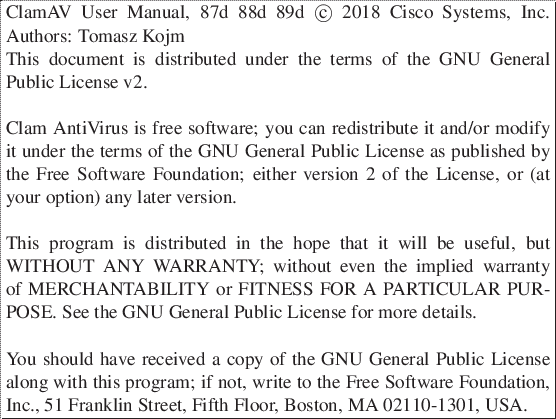 ClamAV User Manual, 87d 88d 89d © 2018 Cisco Systems, Inc.
Authors: Tomasz Kojm
This document is distributed under the terms of the GNU General
Public License v2.
Clam AntiVirus is free software; you can redistribute it and/or modify
it under the terms of the GNU General Public License as published by
the Free Software Foundation; either version 2 of the License, or (at
your option) any later version.
This program is distributed in the hope that it will be useful, but
WITHOUT ANY WARRANTY; without even the implied warranty
of MERCHANTABILITY or FITNESS FOR A PARTICULAR PUR-
POSE. See the GNU General Public License for more details.
You should have received a copy of the GNU General Public License
along with this program; if not, write to the Free Software Foundation,
Inc., 51 Franklin Street, Fifth Floor, Boston, MA 02110-1301, USA.